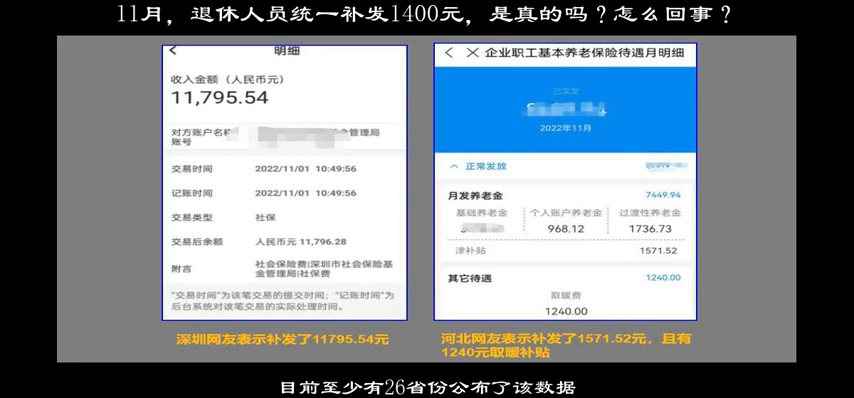 11月，退休人员统一补发1400元，是真的吗？怎么回事？
明细
收入金额（人民币元）
11,795.54
对方账户名称 管理局
账号
交易时间 2022/11/01 10:49:56
记账时间 2022/11/01 10:49:56
交易类型 社保
交易后余额 人民币元 11,796.28
附言 社会保险费|深圳市社会保险基
金管理局|社保费
“交易时间”为该笔交易的提交时间；“记账时间”为
后台系统对该笔交易的实际处理时间。
深圳网友表示补发了11795.54元
企业职工基本养老保险待遇月明细
已实发
2022年11月
正常发放
月发养老金 7449.94
基础养老金 个人账户养老金 过渡性养老金
968.12 1736.73
津补贴 1571.52
其它待遇 1240.00
取暖费
1240.00
河北网友表示补发了1571.52元，且有
1240元取暖补贴
目前至少有26省份公布了该数据